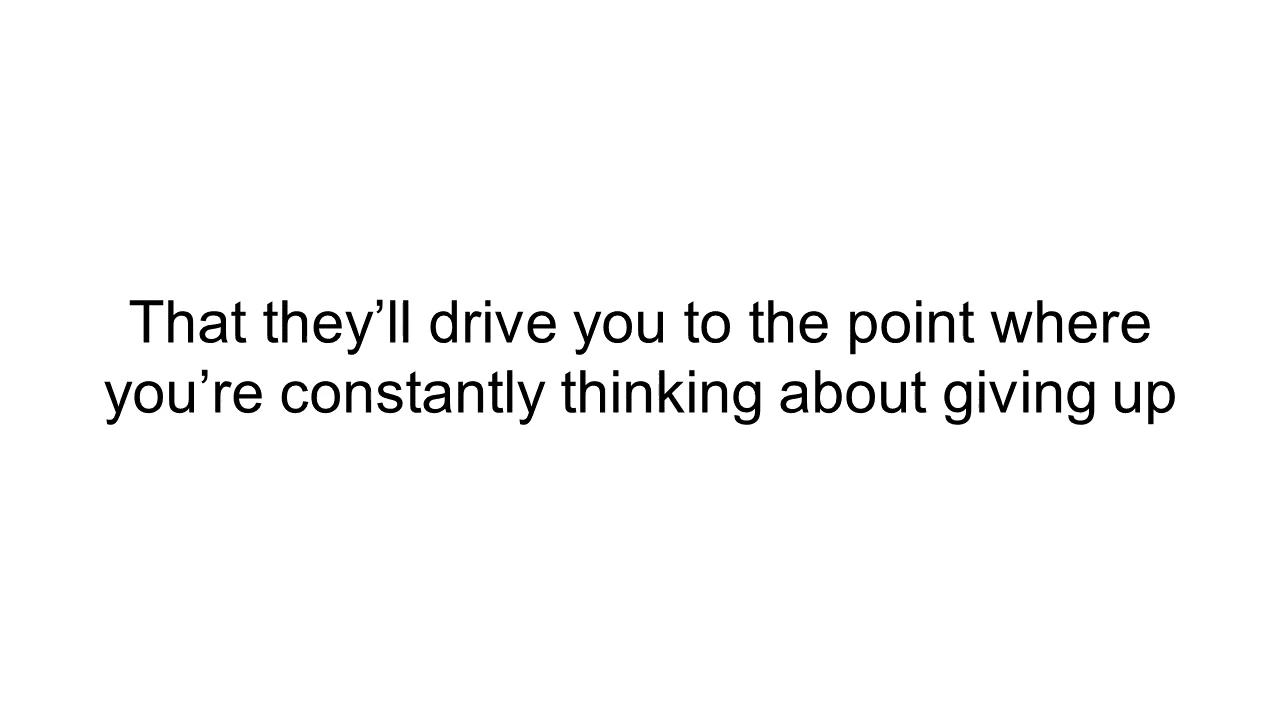 That they’ll drive you to the point where
you’re constantly thinking about giving up